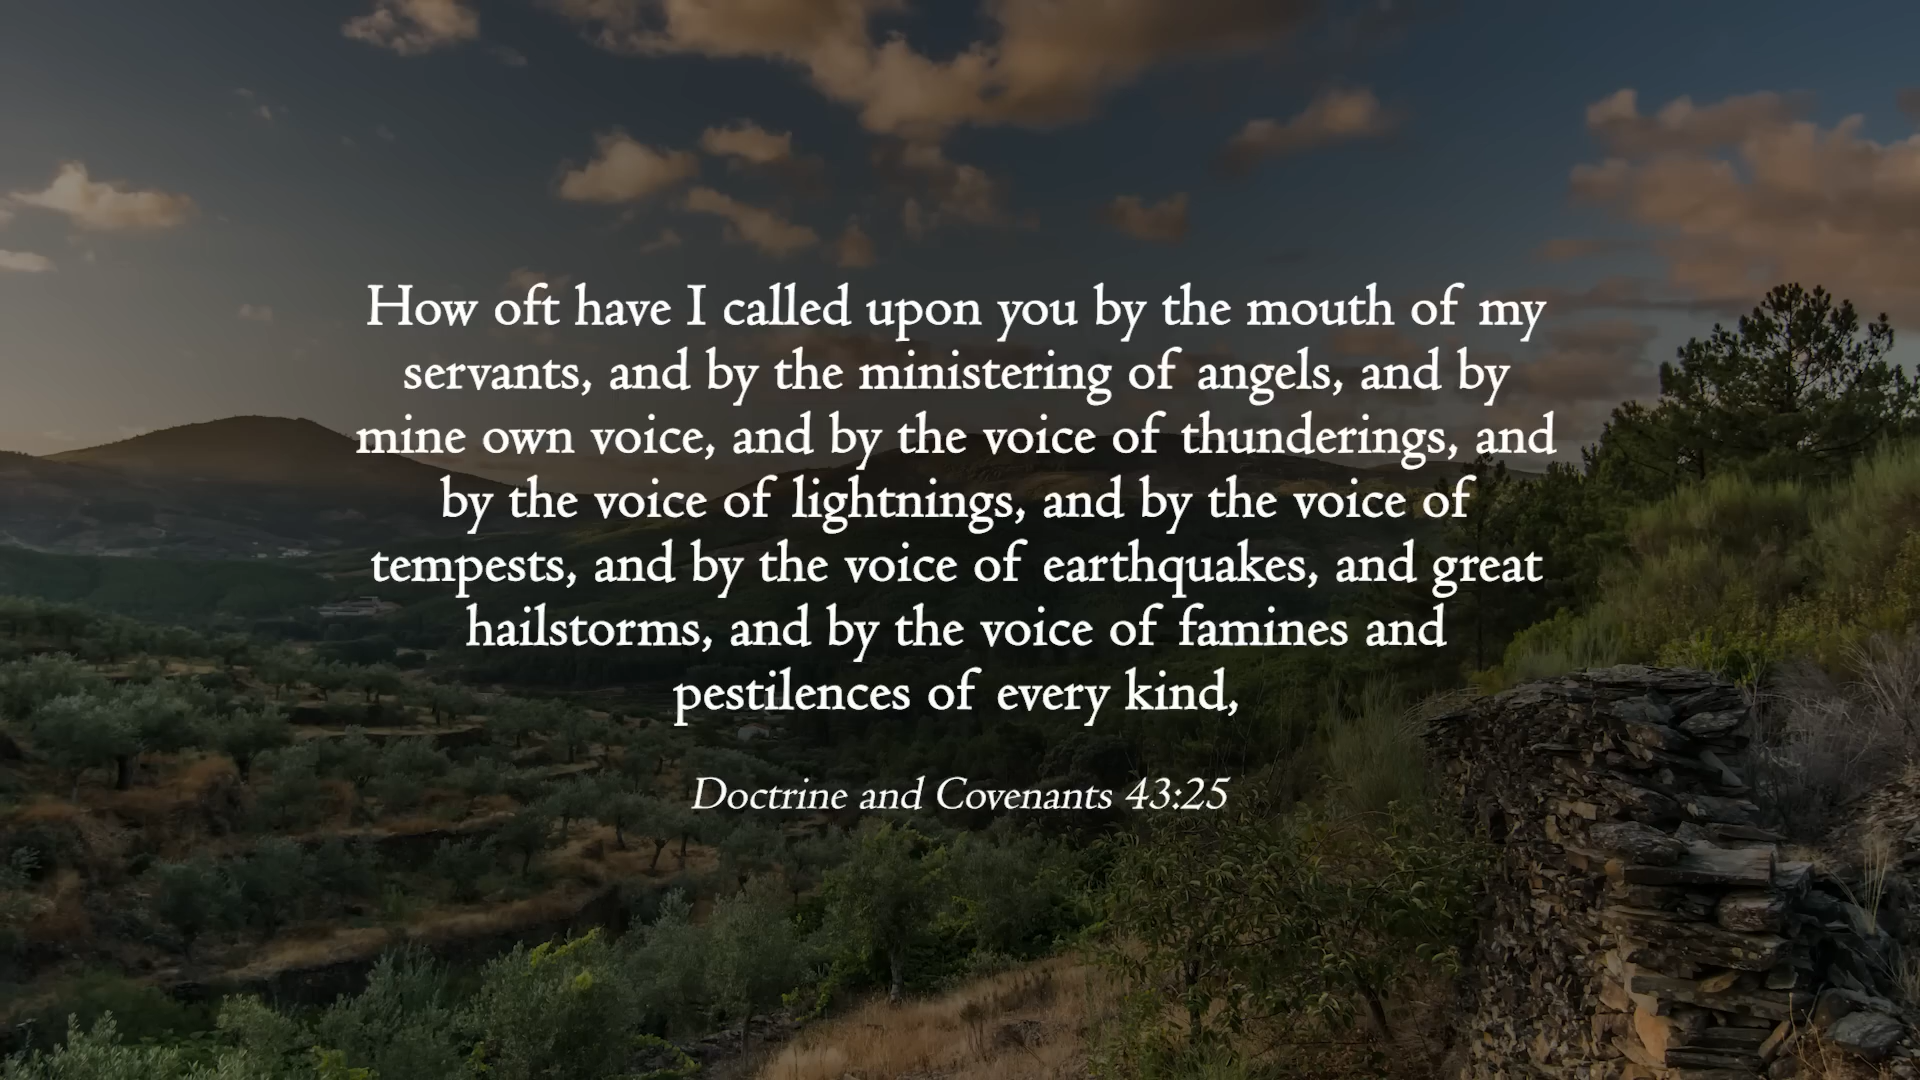 How oft have I called upon you by the mouth of my
servants, and by the ministering of angels, and by
mine own voice, and by the voice of thunderings, and
by the voice of lightnings, and by the voice of
tempests, and by the voice of earthquakes, and great
hailstorms, and by the voice of famines and
pestilences of every kind,
Doctrine and Covenants 43:25